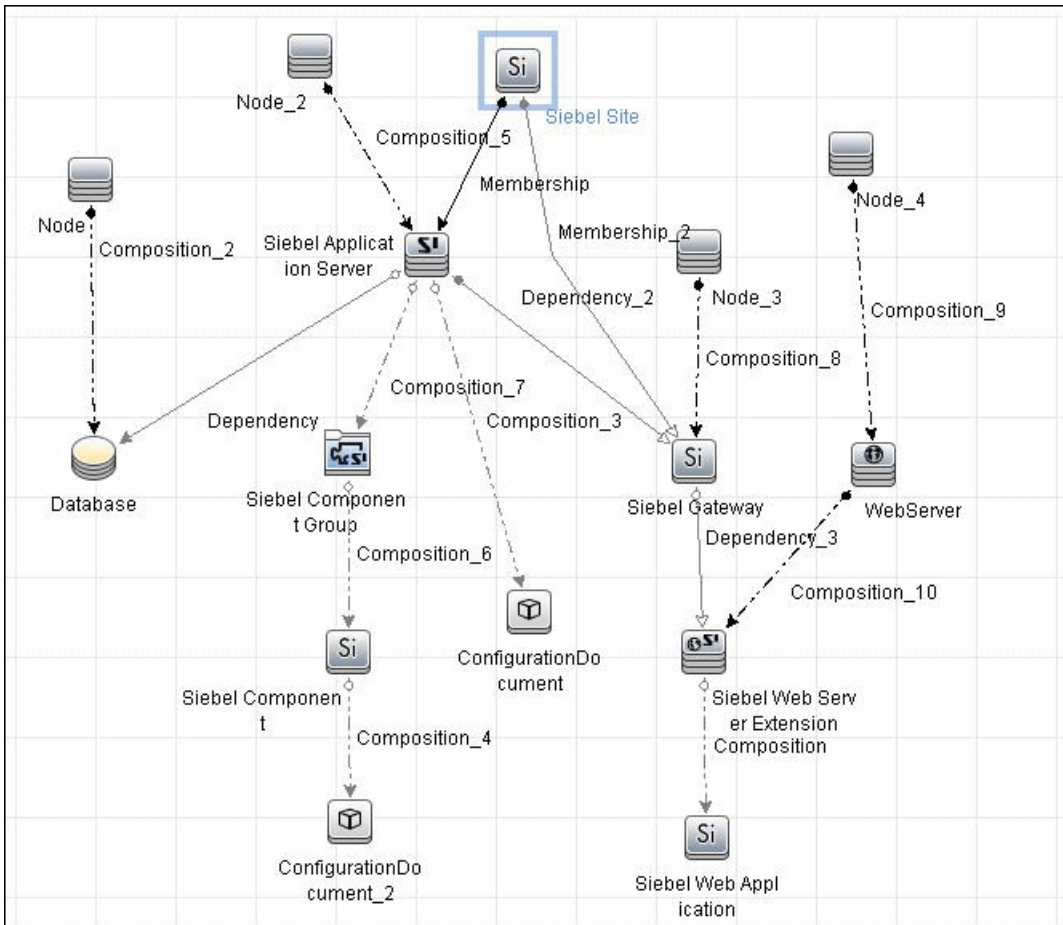 Si
Node_2
Siebel Site
Composition_5
Node
Membership
Node_4
Composition_2
Siebel Applicat
ion Server
Membership_2
Dependency_2
Node_3
Composition_9
Composition_8
Composition_7
Dependency
Composition_3
Si
Database
Siebel Componen
t Group
Siebel Gateway
WebServer
Composition_6
Dependency_3
Composition_10
Si
ConfigurationDo
cument
Siebel Componen
t
Siebel Web Serv
er Extension
Composition_4
Composition
Si
ConfigurationDo
cument_2
Siebel Web Appl
ication